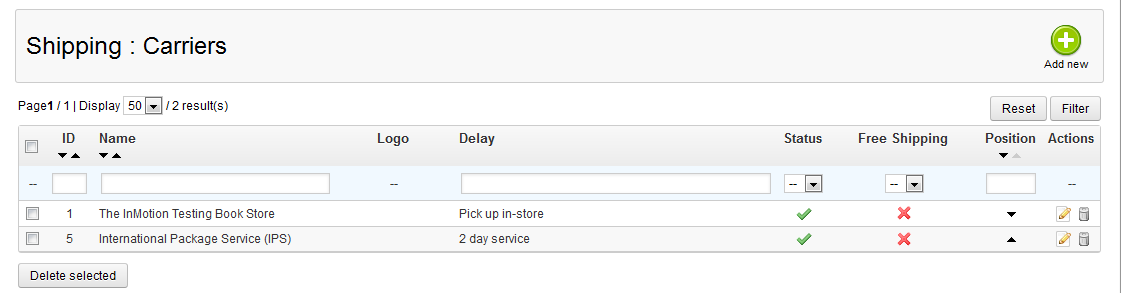 Shipping : Carriers
Add new
Page1 / 1 | Display 50 / 2 result(s)
Reset Filter
ID Name Logo Delay Status Free Shipping Position Actions
-- -- -- -- --
1 The InMotion Testing Book Store Pick up in-store
5 International Package Service (IPS) 2 day service
Delete selected